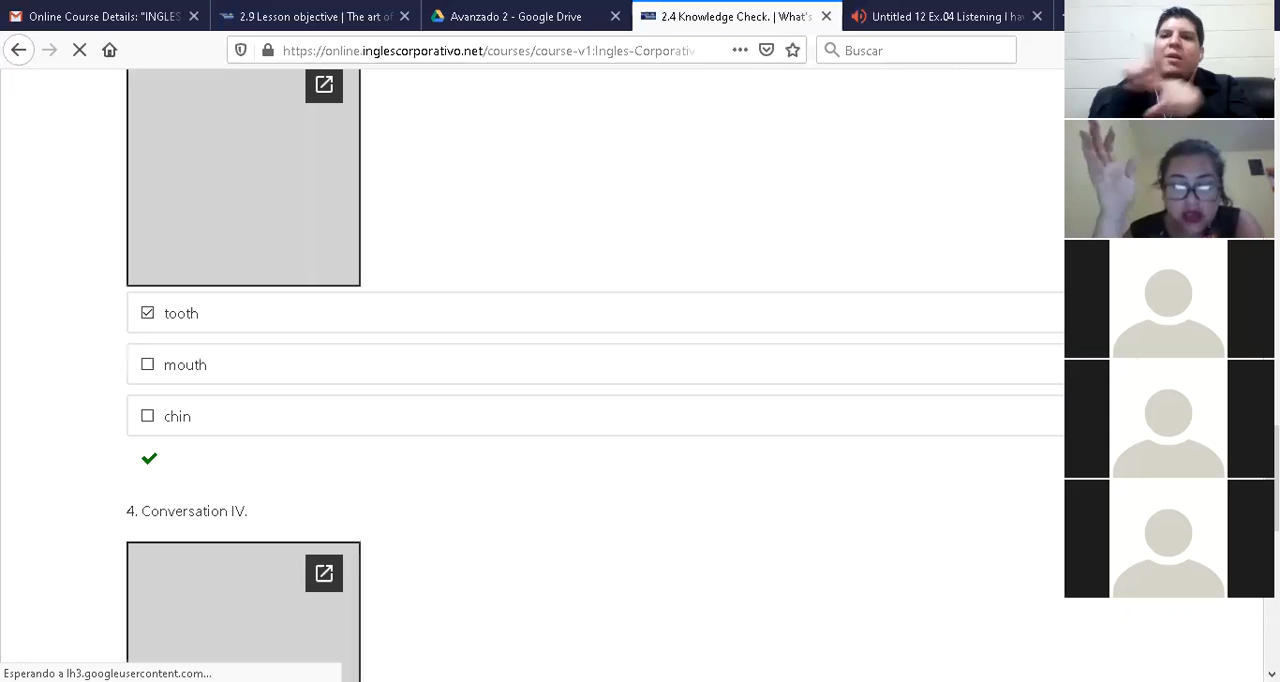 Online Course Details: "INGLES
2.9 Lesson objective | The art of
Avanzado 2 - Google Drive
2.4 Knowledge Check. | What's
Untitled 12 Ex.04 Listening I ha
https://online.inglescorporativo.net/courses/course-v1:Ingles-Corporativ
Buscar
tooth
mouth
chin
4. Conversation IV.
Esperando a lh3.googleusercontent.com...